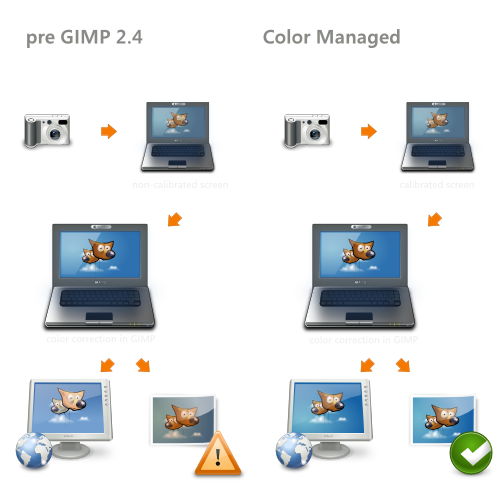 pre GIMP 2.4
Color Managed
non-calibrated screen
calibrated screen
color correction in GIMP
color correction in GIMP